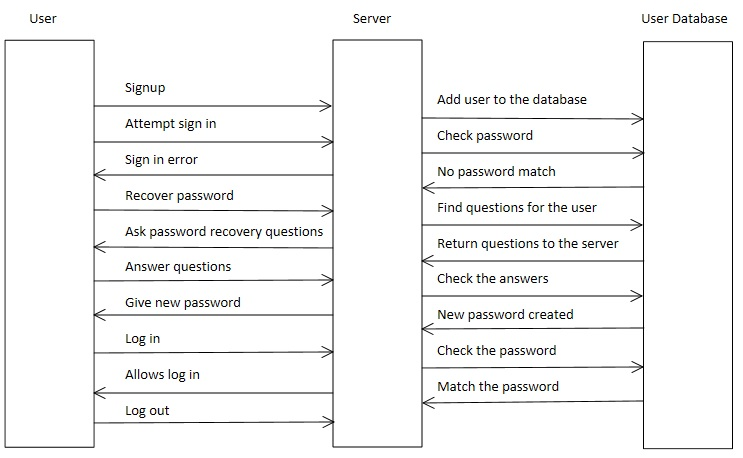 User
Server
User Database
Signup
Add user to the database
Attempt sign in
Check password
Sign in error
No password match
Recover password
Find questions for the user
Ask password recovery questions
Return questions to the server
Answer questions
Check the answers
Give new password
New password created
Log in
Check the password
Allows log in
Match the password
Log out